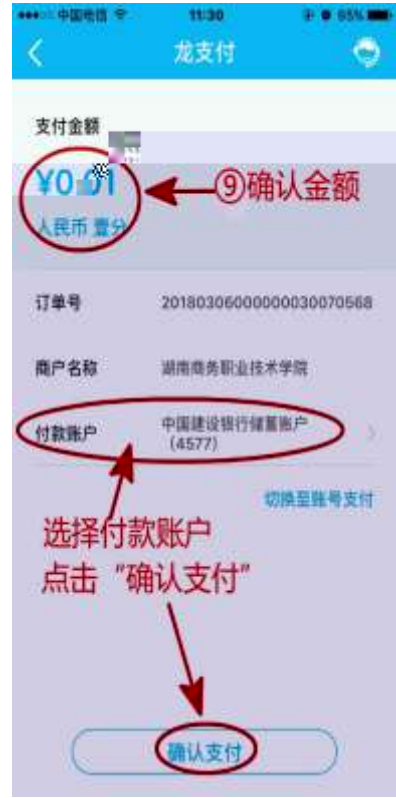 中国电信 11:30 65%
龙支付
支付金额
¥0.01
⑨确认金额
人民币 壹分
订单号 20180306000000030070568
商户名称 湖南商务职业技术学院
付款账户 中国建设银行储蓄账户
(4577)
切换至账号支付
选择付款账户
点击“确认支付”
确认支付